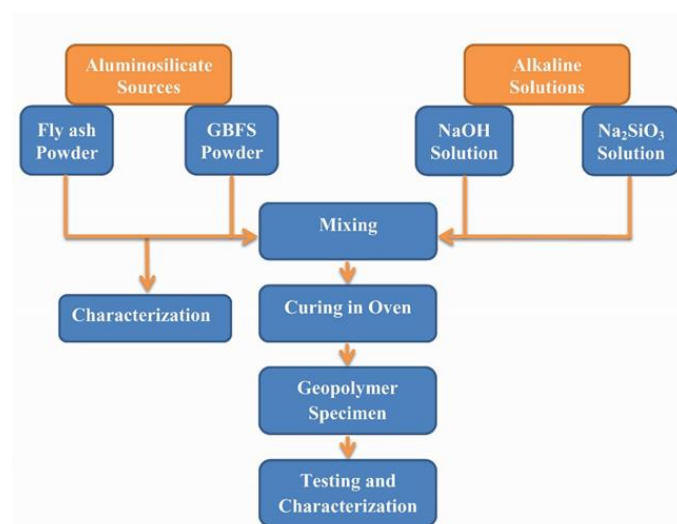 Aluminosilicate
Sources
Alkaline
Solutions
Fly ash
Powder
GBFS
Powder
NaOH
Solution
Na₂SiO₃
Solution
Mixing
Characterization
Curing in Oven
Geopolymer
Specimen
Testing and
Characterization